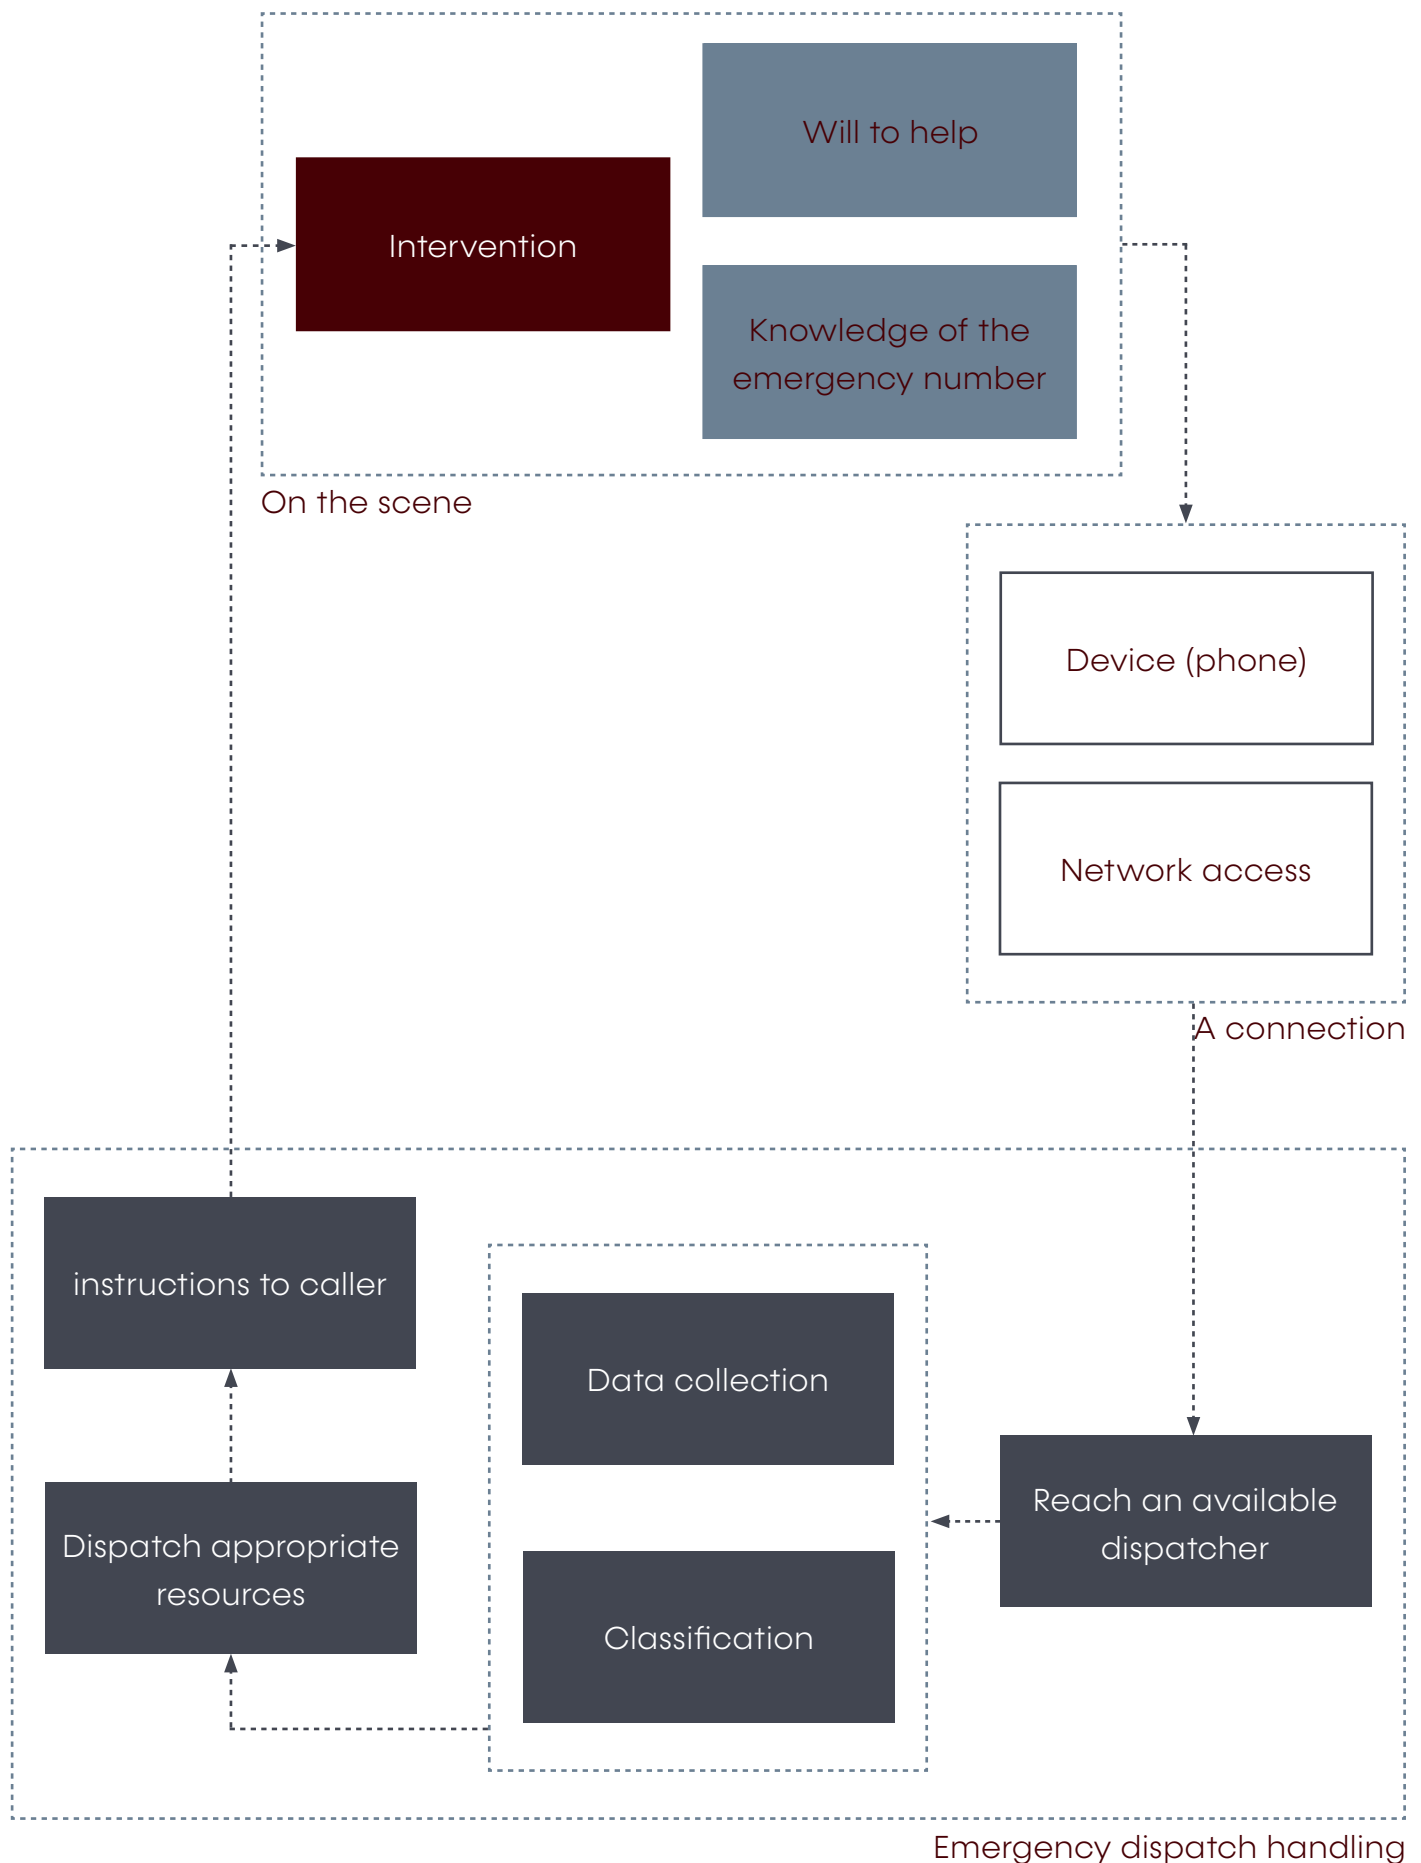 Will to help
Intervention
Knowledge of the
emergency number
On the scene
Device (phone)
Network access
A connection
instructions to caller
Data collection
Reach an available
dispatcher
Dispatch appropriate
resources
Classification
Emergency dispatch handling